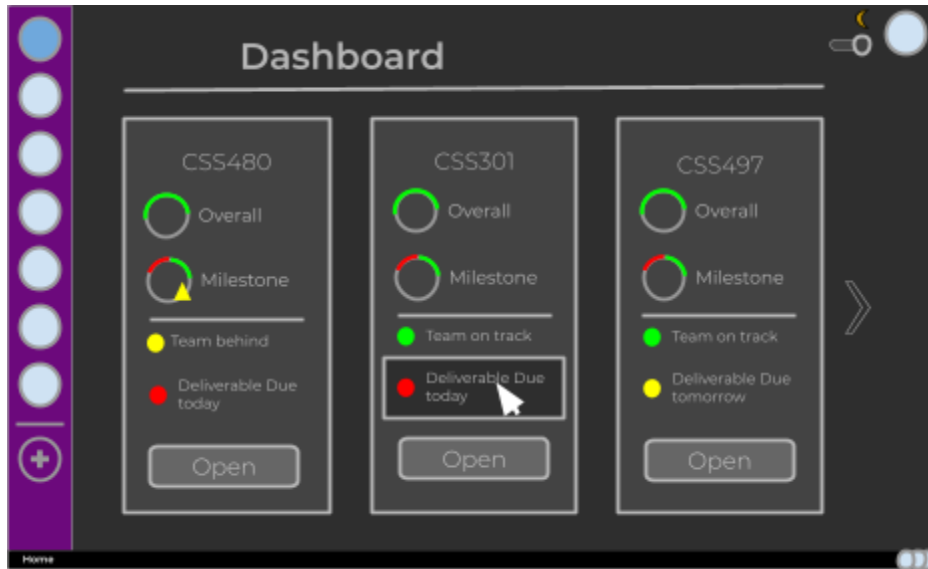 Dashboard
CSS480
Overall
Milestone
Team behind
Deliverable Due
today
Open
CSS301
Overall
Milestone
Team on track
Deliverable Due
today
Open
CSS497
Overall
Milestone
Team on track
Deliverable Due
tomorrow
Open
Home